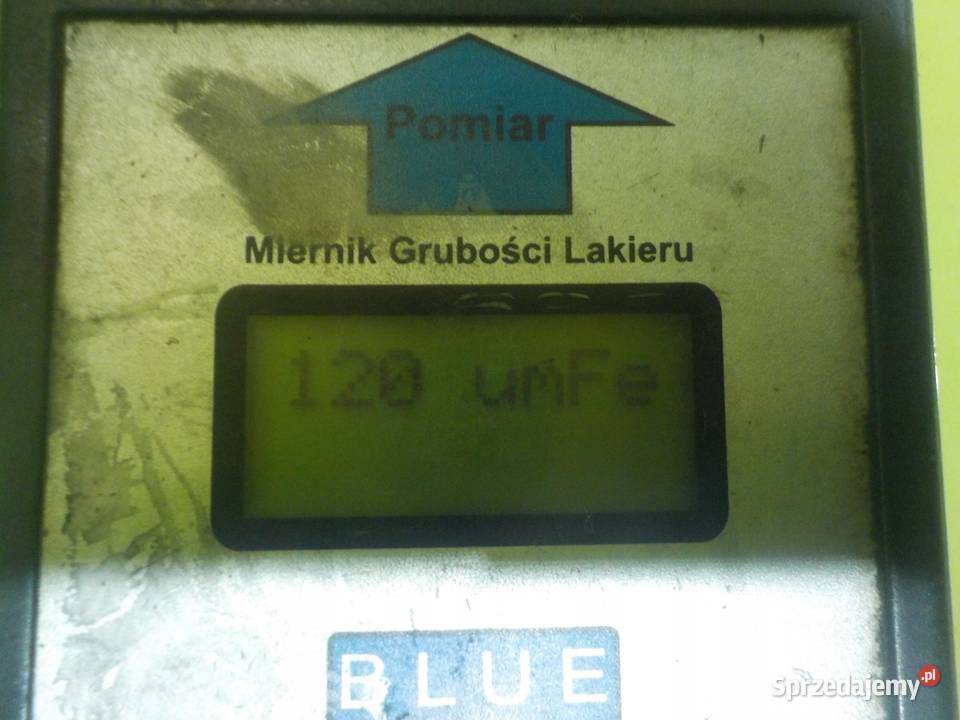 Pomiar
Miernik Grubości Lakieru
120 umFe
BLUE
Sprzedajemy.pl